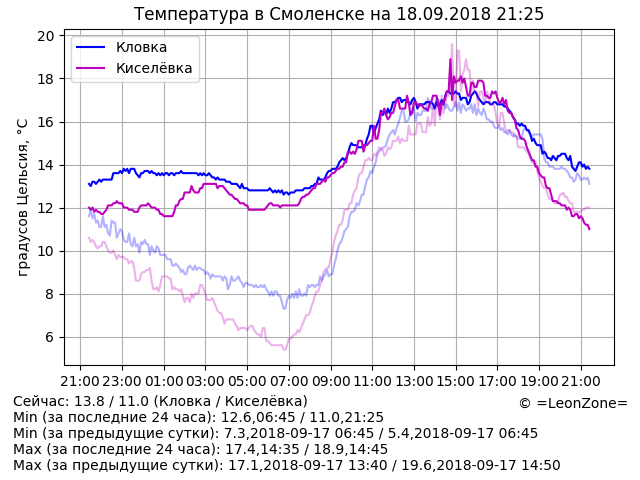 Температура в Смоленске на 18.09.2018 21:25
Кловка
Киселёвка
градусов Цельсия, °C
20
18
16
14
12
10
8
6
21:00 23:00 01:00 03:00 05:00 07:00 09:00 11:00 13:00 15:00 17:00 19:00 21:00
Сейчас: 13.8 / 11.0 (Кловка / Киселёвка)
© =LeonZone=
Min (за последние 24 часа): 12.6,06:45 / 11.0,21:25
Min (за предыдущие сутки): 7.3,2018-09-17 06:45 / 5.4,2018-09-17 06:45
Max (за последние 24 часа): 17.4,14:35 / 18.9,14:45
Max (за предыдущие сутки): 17.1,2018-09-17 13:40 / 19.6,2018-09-17 14:50